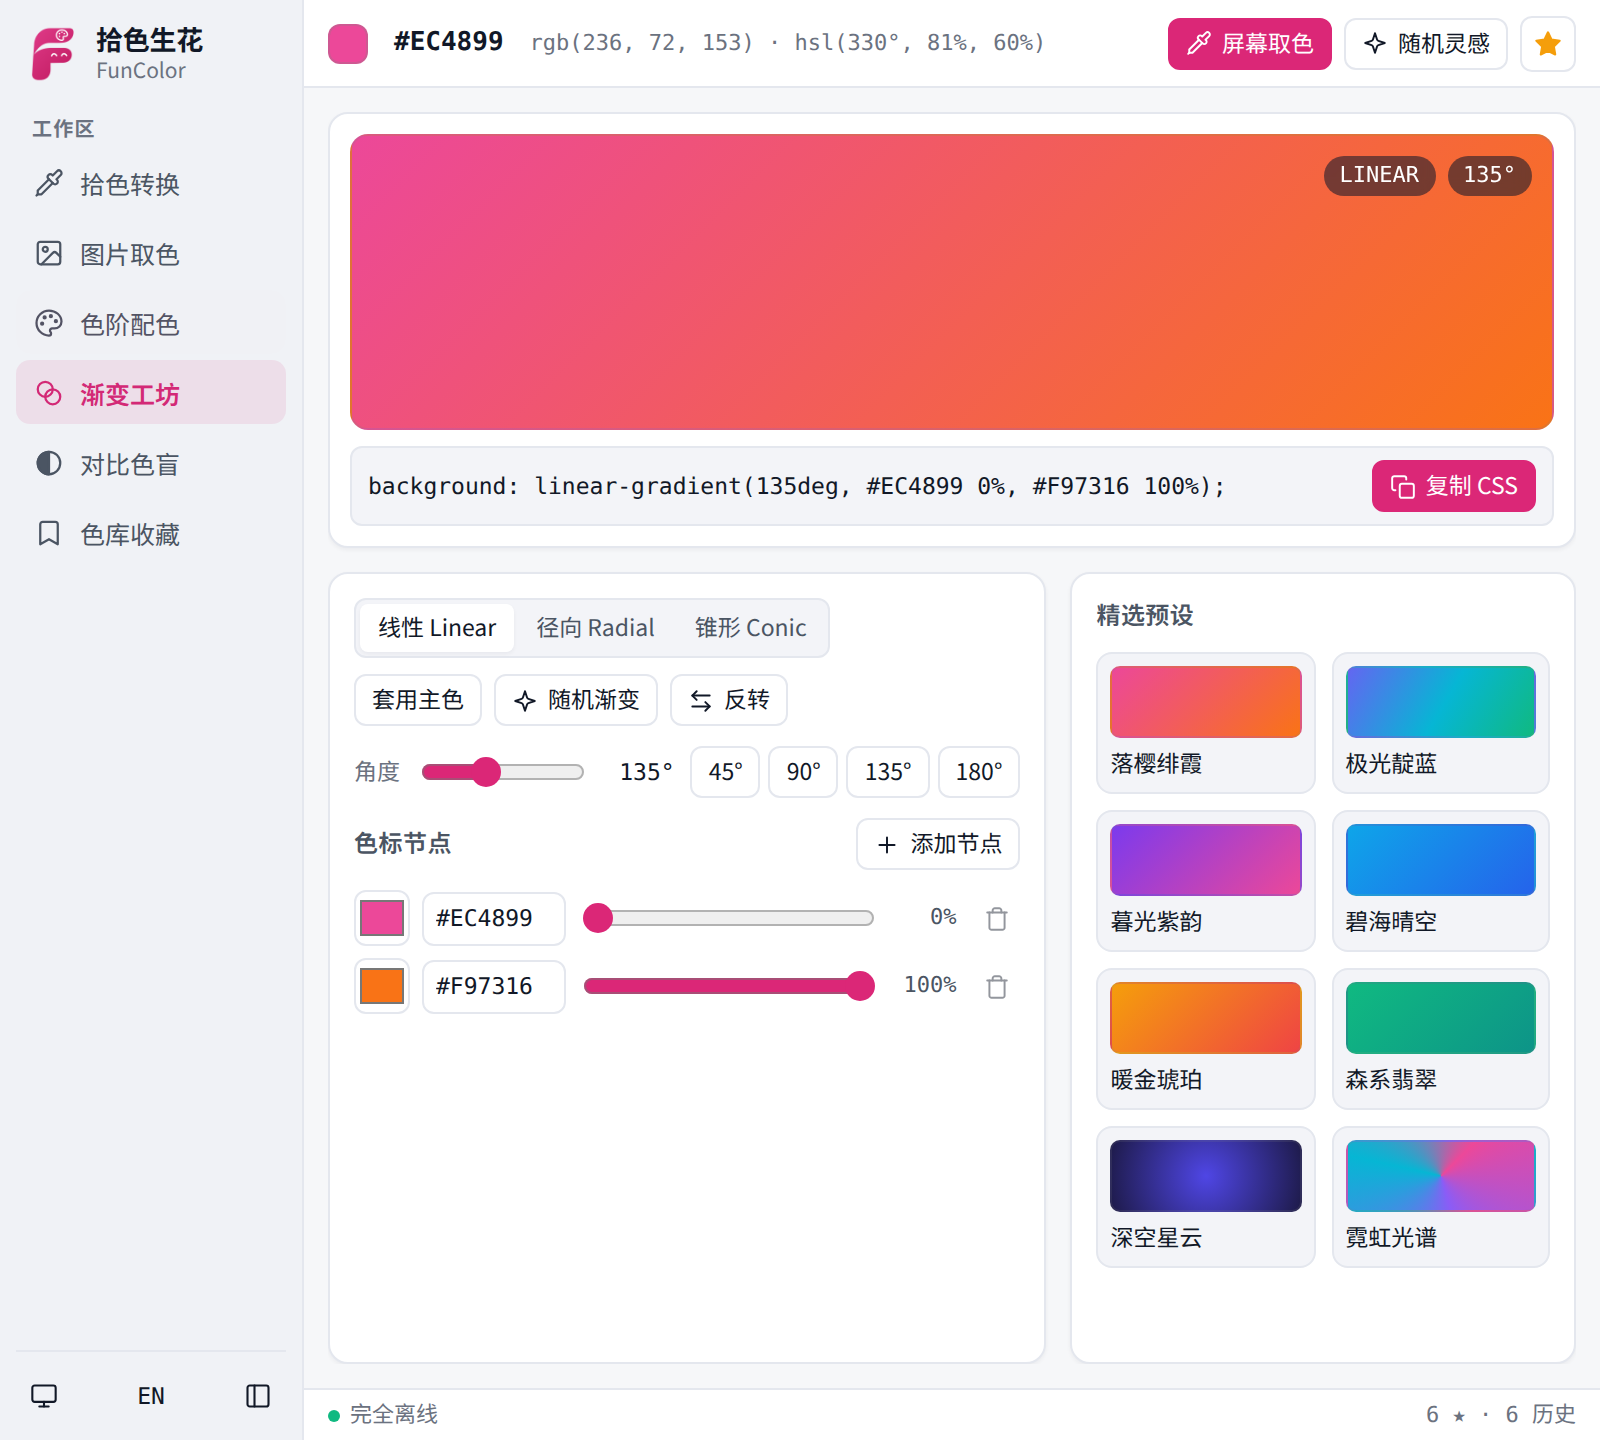 拾色生花
FunColor
工作区
拾色转换
图片取色
色阶配色
渐变工坊
对比色盲
色库收藏
EN
#EC4899 rgb(236, 72, 153) · hsl(330°, 81%, 60%)
屏幕取色
随机灵感
LINEAR 135°
background: linear-gradient(135deg, #EC4899 0%, #F97316 100%);
复制 CSS
线性 Linear 径向 Radial 锥形 Conic
套用主色 随机渐变 反转
角度 135° 45° 90° 135° 180°
色标节点 添加节点
#EC4899 0%
#F97316 100%
精选预设
落樱绯霞 极光靛蓝
暮光紫韵 碧海晴空
暖金琥珀 森系翡翠
深空星云 霓虹光谱
完全离线
6 ★ · 6 历史